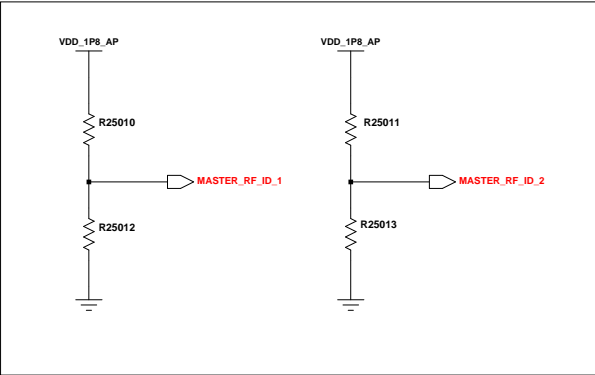 VDD_1P8_AP
VDD_1P8_AP
R25010
R25011
MASTER_RF_ID_1
MASTER_RF_ID_2
R25012
R25013